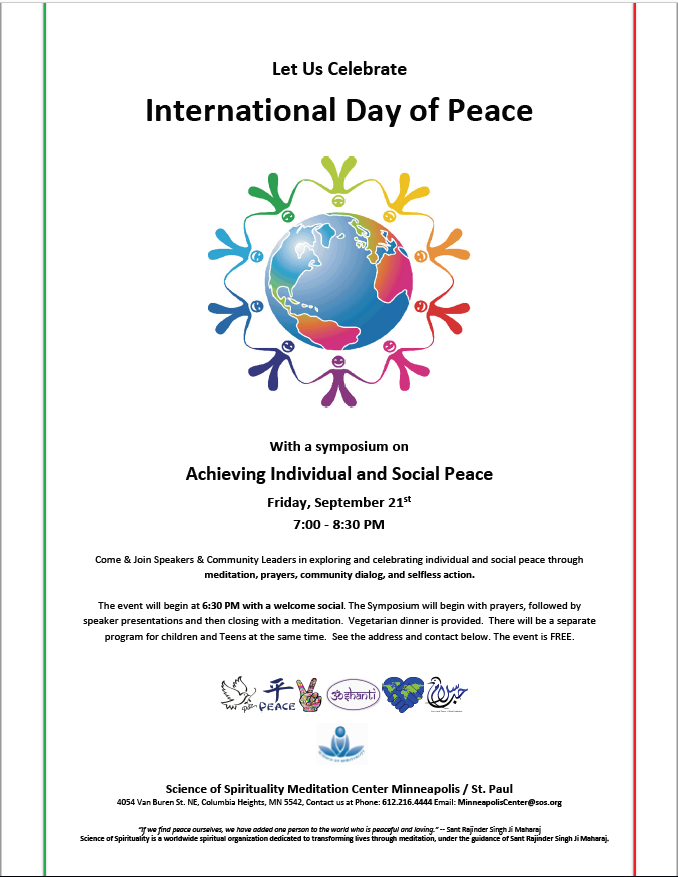 Let Us Celebrate
International Day of Peace
With a symposium on
Achieving Individual and Social Peace
Friday, September 21st
7:00 - 8:30 PM
Come & Join Speakers & Community Leaders in exploring and celebrating individual and social peace through
meditation, prayers, community dialog, and selfless action.
The event will begin at 6:30 PM with a welcome social. The Symposium will begin with prayers, followed by
speaker presentations and then closing with a meditation. Vegetarian dinner is provided. There will be a separate
program for children and Teens at the same time. See the address and contact below. The event is FREE.
平
PEACE
ॐ shanti
SCIENCE OF SPIRITUALITY
Science of Spirituality Meditation Center Minneapolis / St. Paul
4054 Van Buren St. NE, Columbia Heights, MN 5542, Contact us at Phone: 612.216.4444 Email: MinneapolisCenter@sos.org
"If we find peace ourselves, we have added one person to the world who is peaceful and loving." -- Sant Rajinder Singh Ji Maharaj
Science of Spirituality is a worldwide spiritual organization dedicated to transforming lives through meditation, under the guidance of Sant Rajinder Singh Ji Maharaj.